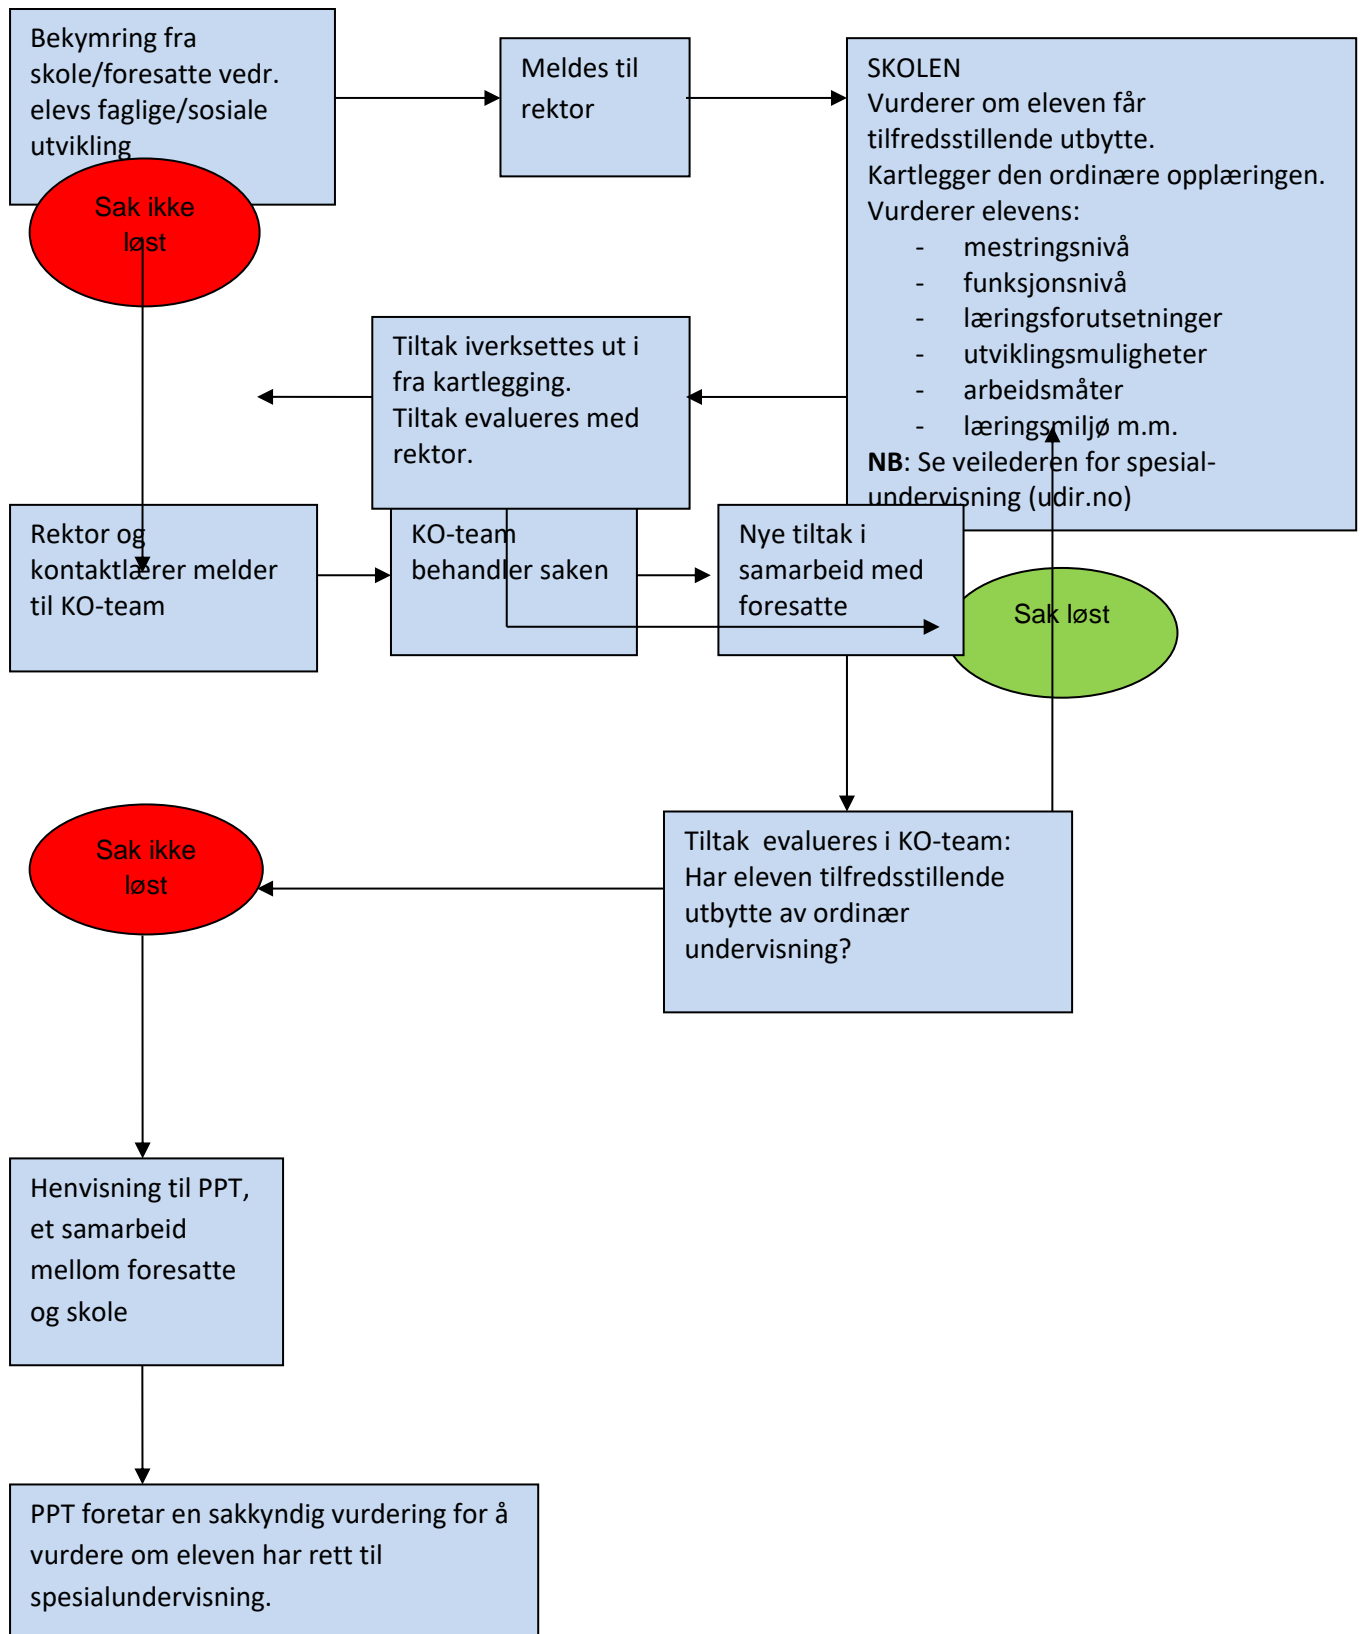 Bekymring fra
skole/foresatte vedr.
elevs faglige/sosiale
utvikling
Meldes til
rektor
SKOLEN
Vurderer om eleven får
tilfredsstillende utbytte.
Kartlegger den ordinære opplæringen.
Vurderer elevens:
- mestringsnivå
- funksjonsnivå
- læringsforutsetninger
- utviklingsmuligheter
- arbeidsmåter
- læringsmiljø m.m.
NB: Se veilederen for spesial-
undervisning (udir.no)
Sak ikke
løst
Tiltak iverksettes ut i
fra kartlegging.
Tiltak evalueres med
rektor.
Rektor og
kontaktlærer melder
til KO-team
KO-team
behandler saken
Nye tiltak i
samarbeid med
foresatte
Sak løst
Tiltak  evalueres i KO-team:
Har eleven tilfredsstillende
utbytte av ordinær
undervisning?
Sak ikke
løst
Henvisning til PPT,
et samarbeid
mellom foresatte
og skole
PPT foretar en sakkyndig vurdering for å
vurdere om eleven har rett til
spesialundervisning.